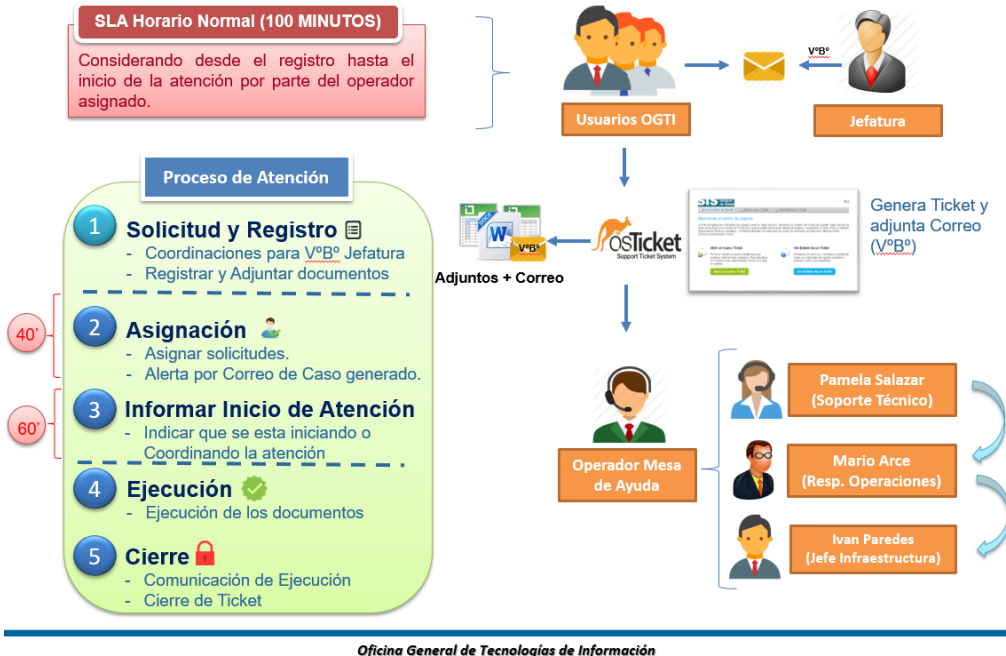 SLA Horario Normal (100 MINUTOS)
Considerando desde el registro hasta el
inicio de la atención por parte del operador
asignado.
Usuarios OGTI
VºBº
Jefatura
Proceso de Atención
1
Solicitud y Registro
- Coordinaciones para VºBº Jefatura
- Registrar y Adjuntar documentos
40’
2
Asignación
- Asignar solicitudes.
- Alerta por Correo de Caso generado.
60’
3
Informar Inicio de Atención
- Indicar que se esta iniciando o
Coordinando la atención
4
Ejecución
- Ejecución de los documentos
5
Cierre
- Comunicación de Ejecución
- Cierre de Ticket
W
DOCX
VºBº
Adjuntos + Correo
osTicket
Support Ticket System
STS
Genera Ticket y
adjunta Correo
(VºBº)
Operador Mesa
de Ayuda
Pamela Salazar
(Soporte Técnico)
Mario Arce
(Resp. Operaciones)
Ivan Paredes
(Jefe Infraestructura)
Oficina General de Tecnologías de Información